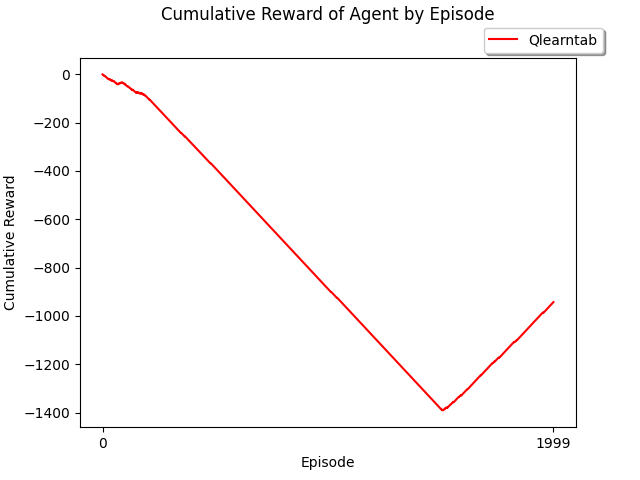 Cumulative Reward of Agent by Episode
Qlearntab
0
−200
−400
−600
−800
−1000
−1200
−1400
Cumulative Reward
0
1999
Episode